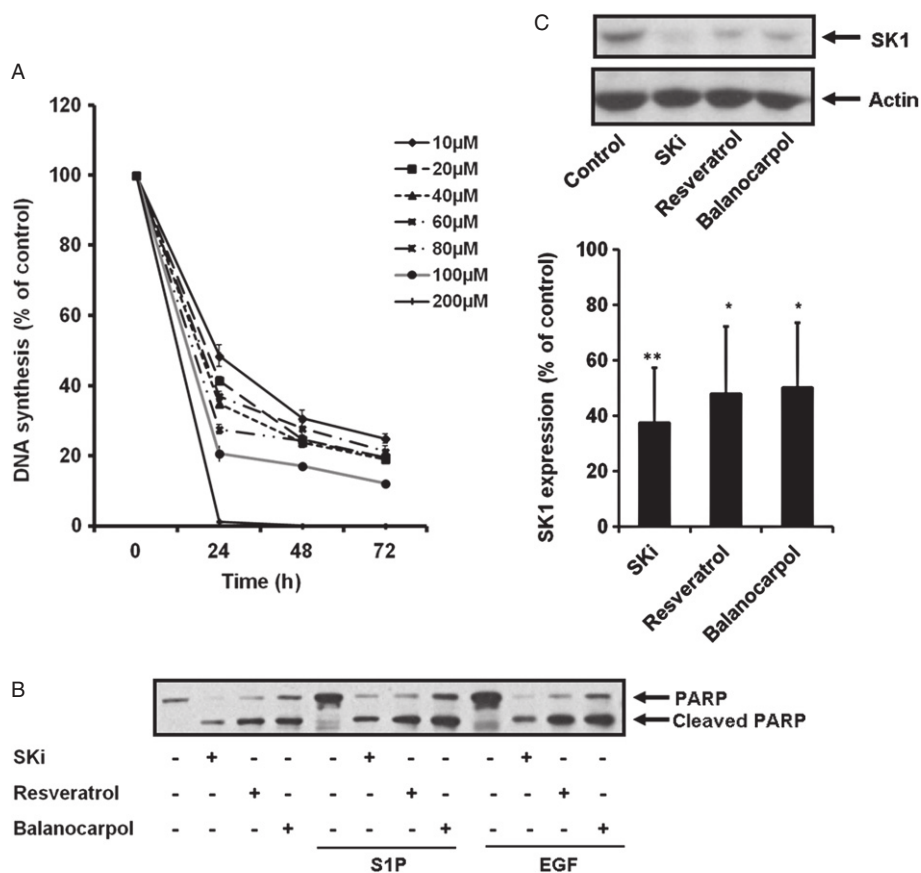 A
120
100
80
60
40
20
0
DNA synthesis (% of control)
0 24 48 72
Time (h)
10µM
20µM
40µM
60µM
80µM
100µM
200µM
C
SK1
Actin
Control
SKi
Resveratrol
Balanocarpol
100
80
60
40
20
0
SK1 expression (% of control)
** * *
SKi
Resveratrol
Balanocarpol
B
PARP
Cleaved PARP
SKi - + - - - + - - - + - -
Resveratrol - - + - - - + - - - + -
Balanocarpol - - - + - - - + - - - +
S1P EGF